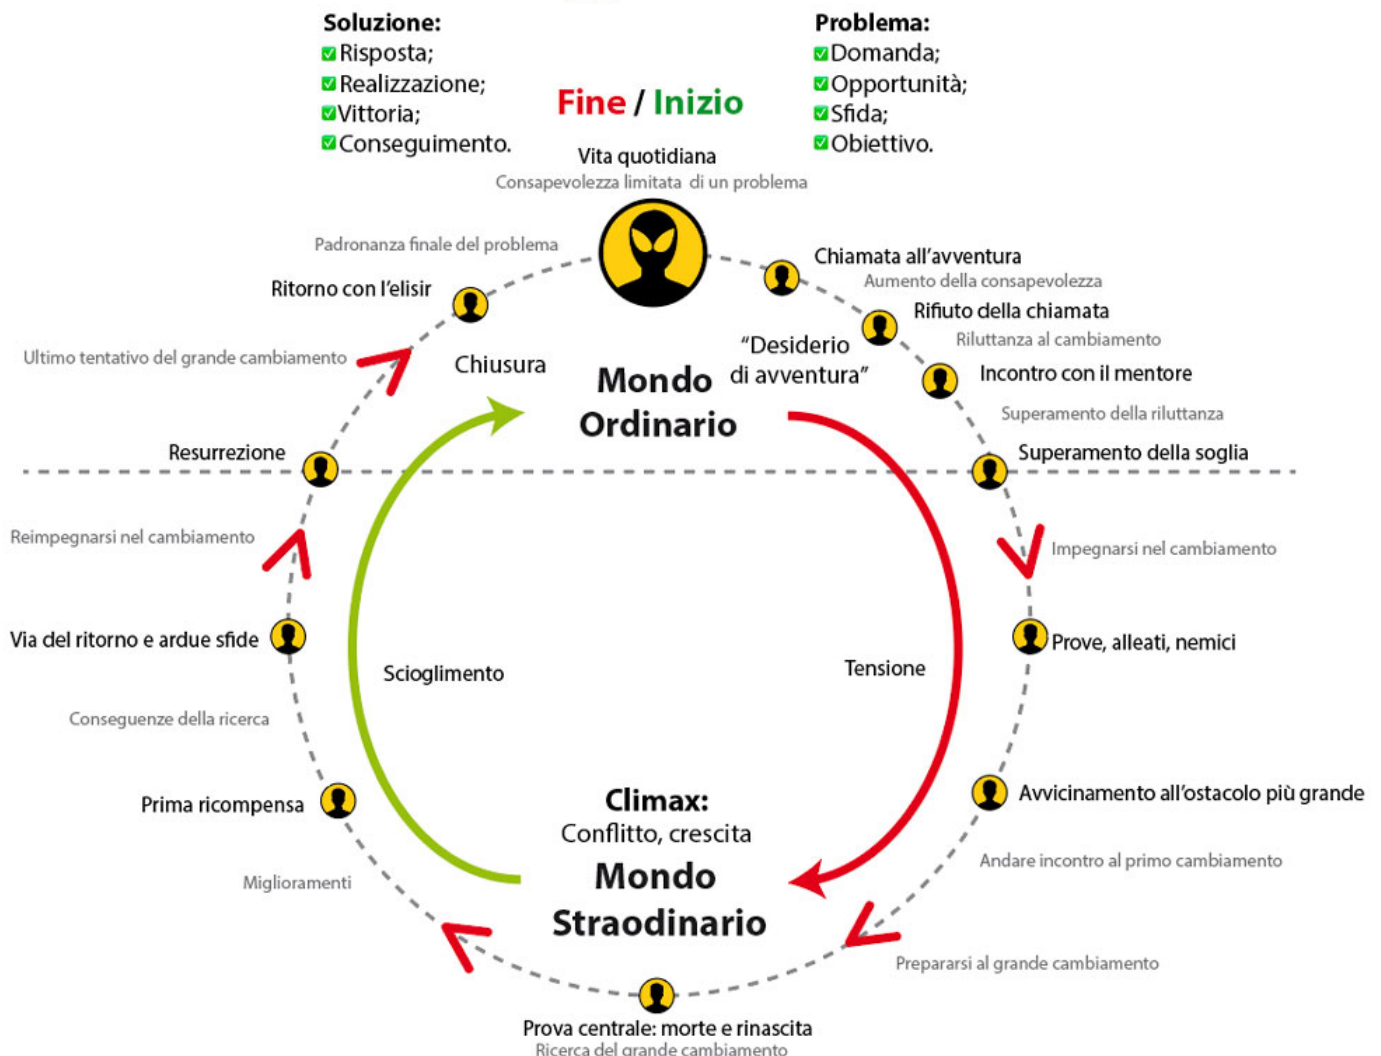 Soluzione:
✅Risposta;
✅Realizzazione;
✅Vittoria;
✅Conseguimento.
Problema:
✅Domanda;
✅Opportunità;
✅Sfida;
✅Obiettivo.
Fine / Inizio
Vita quotidiana
Consapevolezza limitata di un problema
Chiamata all’avventura
Aumento della consapevolezza
Rifiuto della chiamata
Riluttanza al cambiamento
Incontro con il mentore
Superamento della riluttanza
Superamento della soglia
Impegnarsi nel cambiamento
Prove, alleati, nemici
Avvicinamento all’ostacolo più grande
Andare incontro al primo cambiamento
Prepararsi al grande cambiamento
Prova centrale: morte e rinascita
Ricerca del grande cambiamento
Miglioramenti
Prima ricompensa
Conseguenze della ricerca
Via del ritorno e ardue sfide
Reimpegnarsi nel cambiamento
Resurrezione
Ultimo tentativo del grande cambiamento
Ritorno con l’elisir
Padronanza finale del problema
Chiusura
Mondo
Ordinario
“Desiderio
di avventura”
Tensione
Scioglimento
Climax:
Conflitto, crescita
Mondo
Straodinario